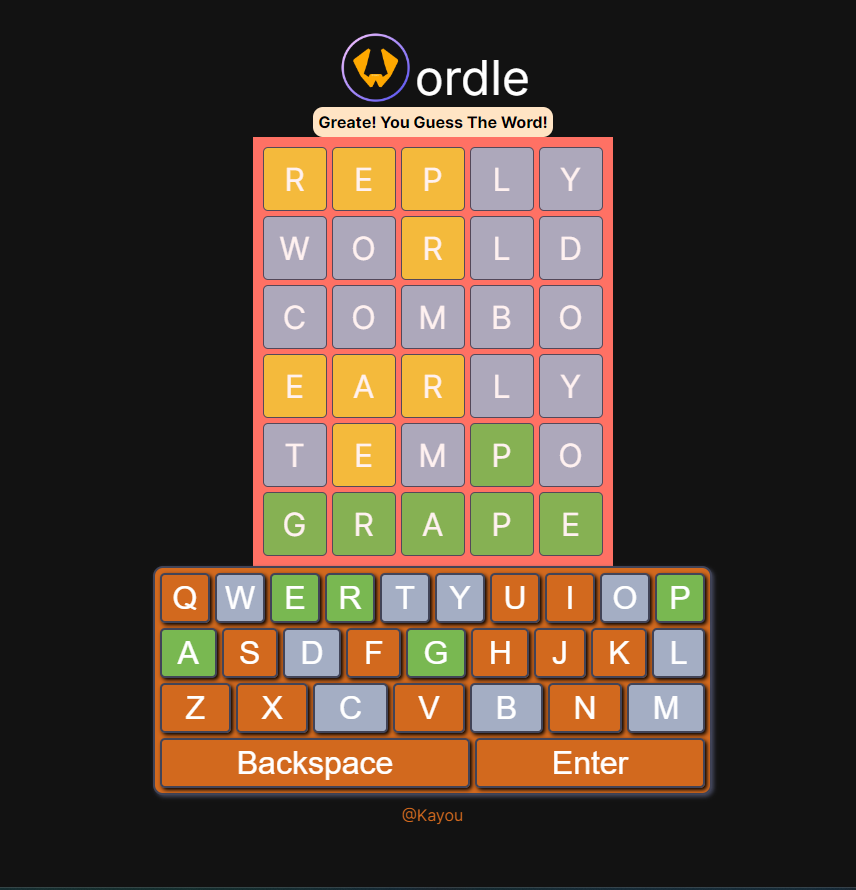 ordle
Greate! You Guess The Word!
R E P L Y
W O R L D
C O M B O
E A R L Y
T E M P O
G R A P E
Q W E R T Y U I O P
A S D F G H J K L
Z X C V B N M
Backspace Enter
@Kayou